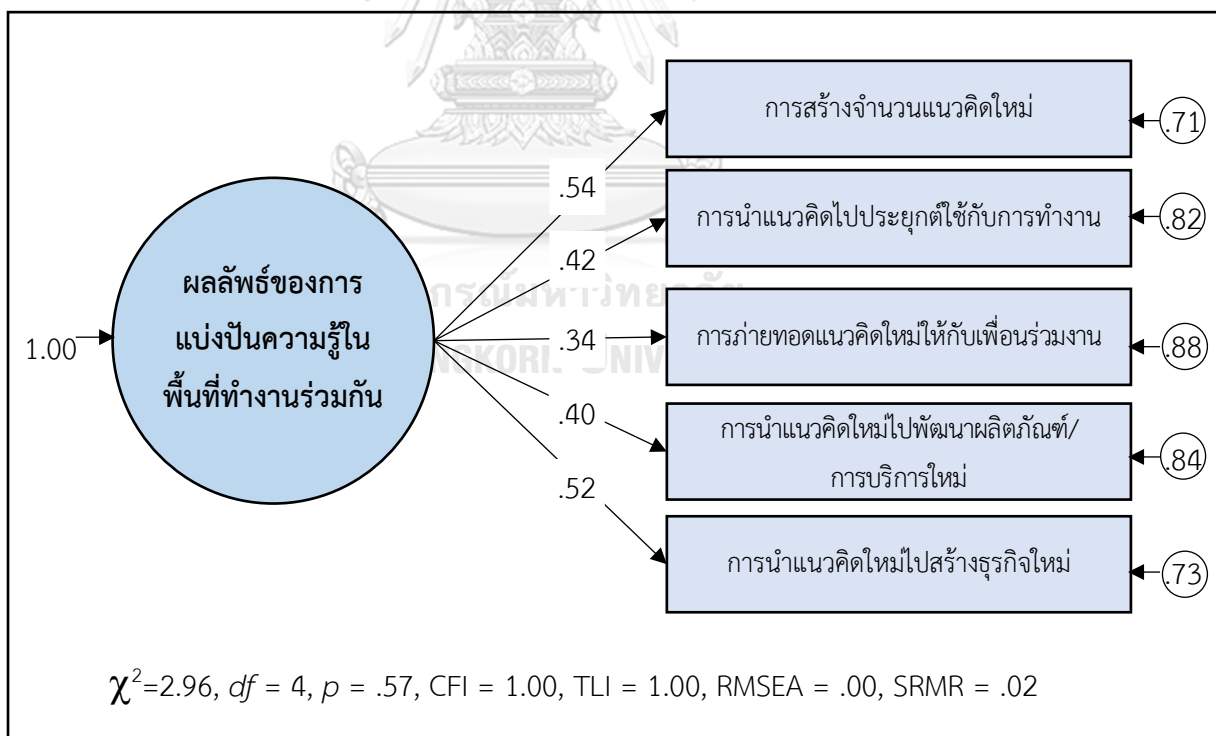 การสร้างจำนวนแนวคิดใหม่
.71
.54
การนำแนวคิดไปประยุกต์ใช้กับการทำงาน
.82
.42
ผลลัพธ์ของการ
แบ่งปันความรู้ใน
พื้นที่ทำงานร่วมกัน
1.00
การภ่ายทอดแนวคิดใหม่ให้กับเพื่อนร่วมงาน
.88
.34
การนำแนวคิดใหม่ไปพัฒนาผลิตภัณฑ์/
การบริการใหม่
.84
.40
การนำแนวคิดใหม่ไปสร้างธุรกิจใหม่
.73
.52
χ²=2.96, df = 4, p = .57, CFI = 1.00, TLI = 1.00, RMSEA = .00, SRMR = .02